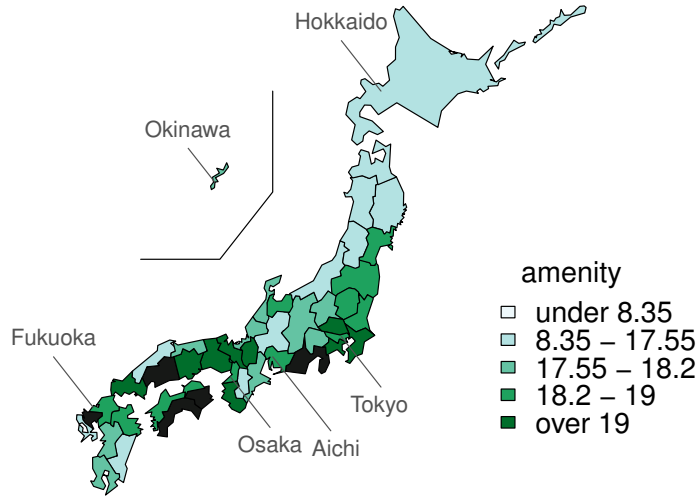 Hokkaido
Okinawa
amenity
under 8.35
8.35 − 17.55
17.55 − 18.2
18.2 − 19
over 19
Fukuoka
Tokyo
Osaka
Aichi